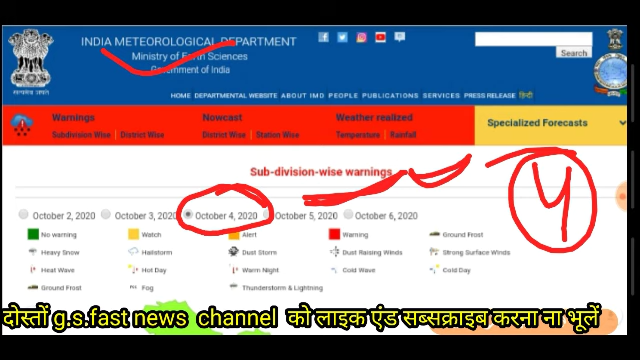 INDIA METEOROLOGICAL DEPARTMENT
Ministry of Earth Sciences
Government of India
Search
HOME DEPARTMENTAL WEBSITE ABOUT IMD PEOPLE PUBLICATIONS SERVICES PRESS RELEASE हिन्दी
Warnings Nowcast Weather realized Specialized Forecasts
Subdivision Wise | District Wise District Wise | Station Wise Temperature | Rainfall
Sub-division-wise warnings
October 2, 2020 October 3, 2020 October 4, 2020 October 5, 2020 October 6, 2020
4
No warning Watch Alert Warning Ground Frost
Heavy Snow Hailstorm Dust Storm Dust Raising Winds Strong Surface Winds
Heat Wave Hot Day Warm Night Cold Wave Cold Day
Ground Frost Fog Thunderstorm & Lightning
दोस्तों g.s.fast news channel को लाइक एंड सब्सक्राइब करना ना भूलें